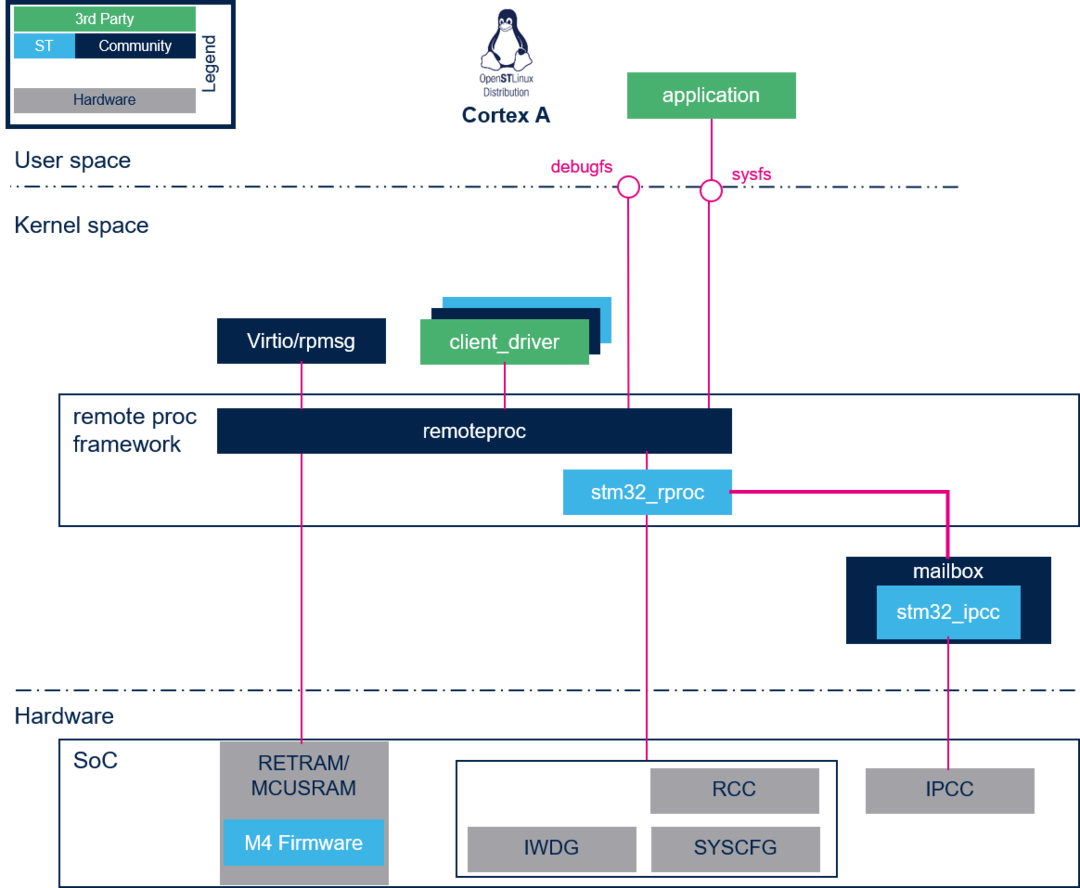 3rd Party
ST
Community
Legend
Hardware
OpenSTLinux
Distribution
Cortex A
application
User space
debugfs
sysfs
Kernel space
Virtio/rpmsg
client_driver
remote proc
framework
remoteproc
stm32_rproc
mailbox
stm32_ipcc
Hardware
SoC
RETRAM/
MCUSRAM
M4 Firmware
RCC
IWDG
SYSCFG
IPCC